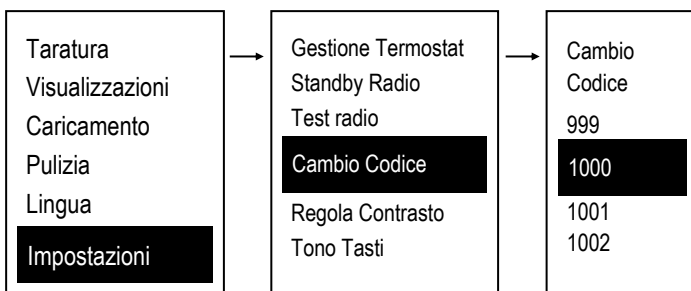 Taratura
Visualizzazioni
Caricamento
Pulizia
Lingua
Impostazioni
Gestione Termostat
Standby Radio
Test radio
Cambio Codice
Regola Contrasto
Tono Tasti
Cambio
Codice
999
1000
1001
1002